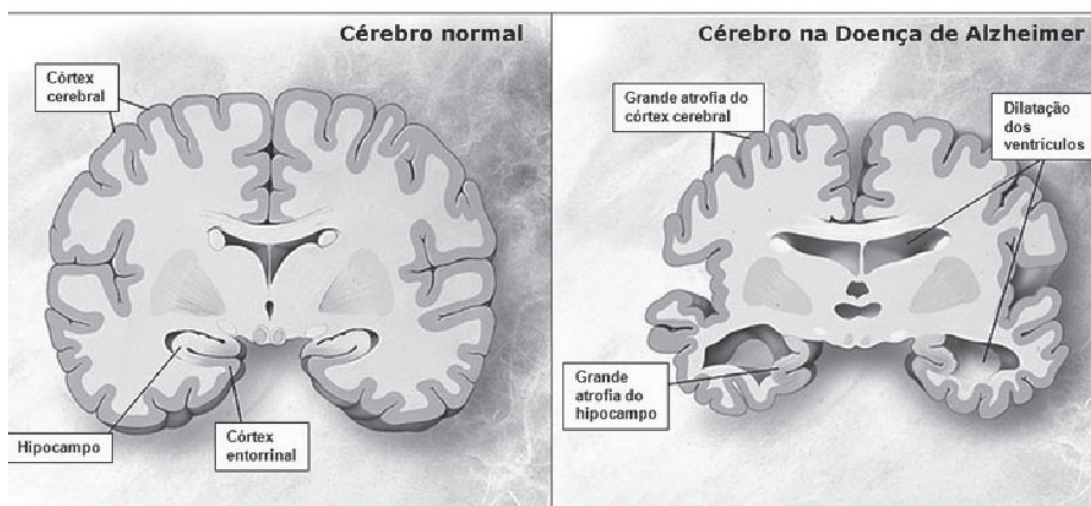 Cérebro normal
Córtex
cerebral
Hipocampo
Córtex
entorrinal
Cérebro na Doença de Alzheimer
Grande atrofia do
córtex cerebral
Dilatação
dos
ventrículos
Grande
atrofia do
hipocampo